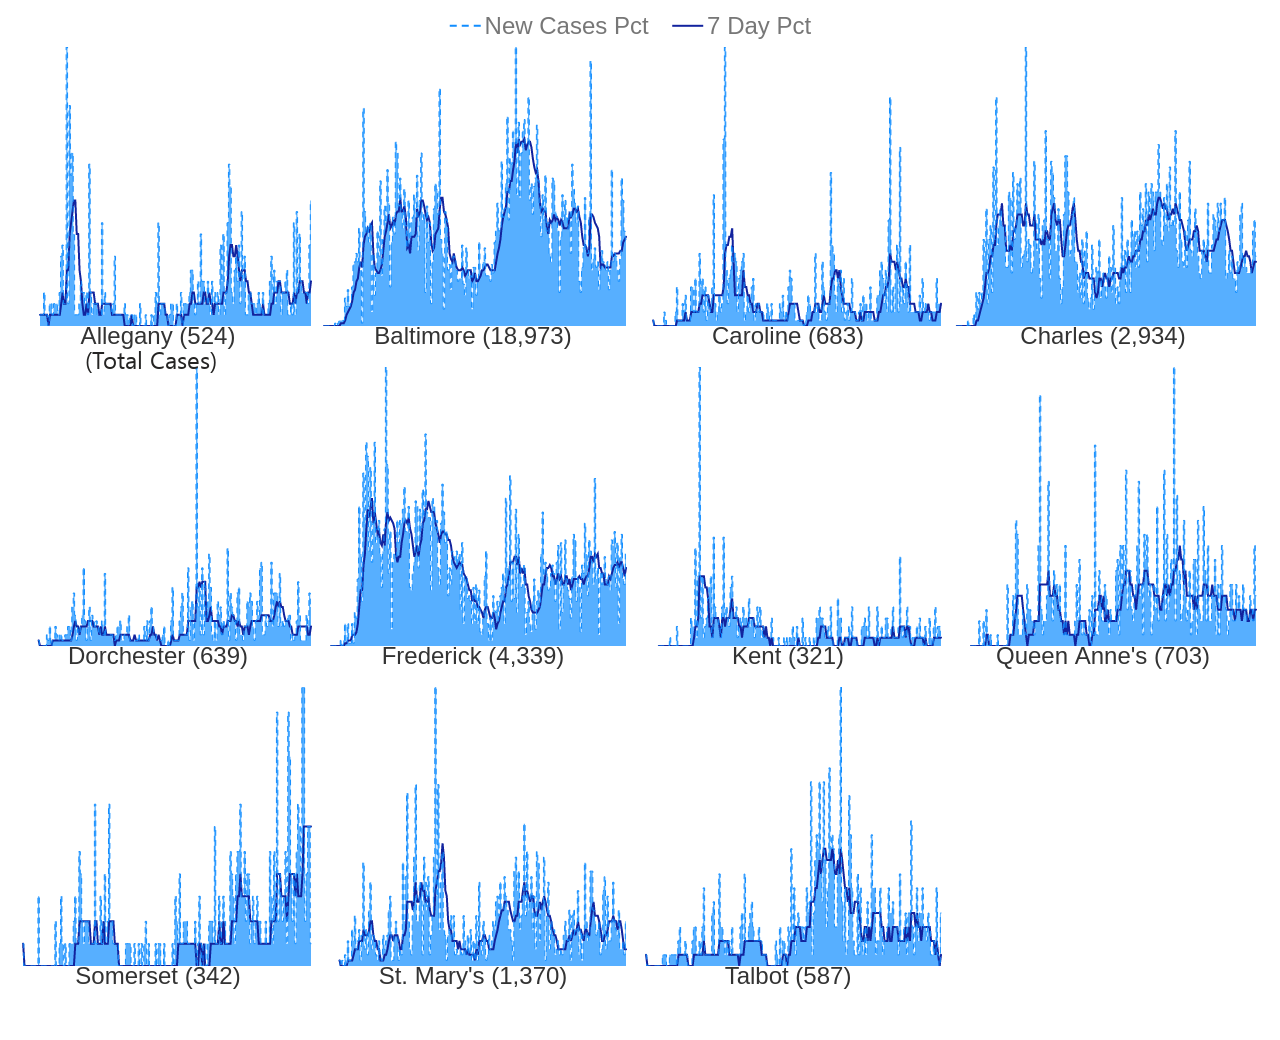 New Cases Pct 7 Day Pct
Allegany (524) Baltimore (18,973) Caroline (683) Charles (2,934)
(Total Cases)
Dorchester (639) Frederick (4,339) Kent (321) Queen Anne's (703)
Somerset (342) St. Mary's (1,370) Talbot (587)